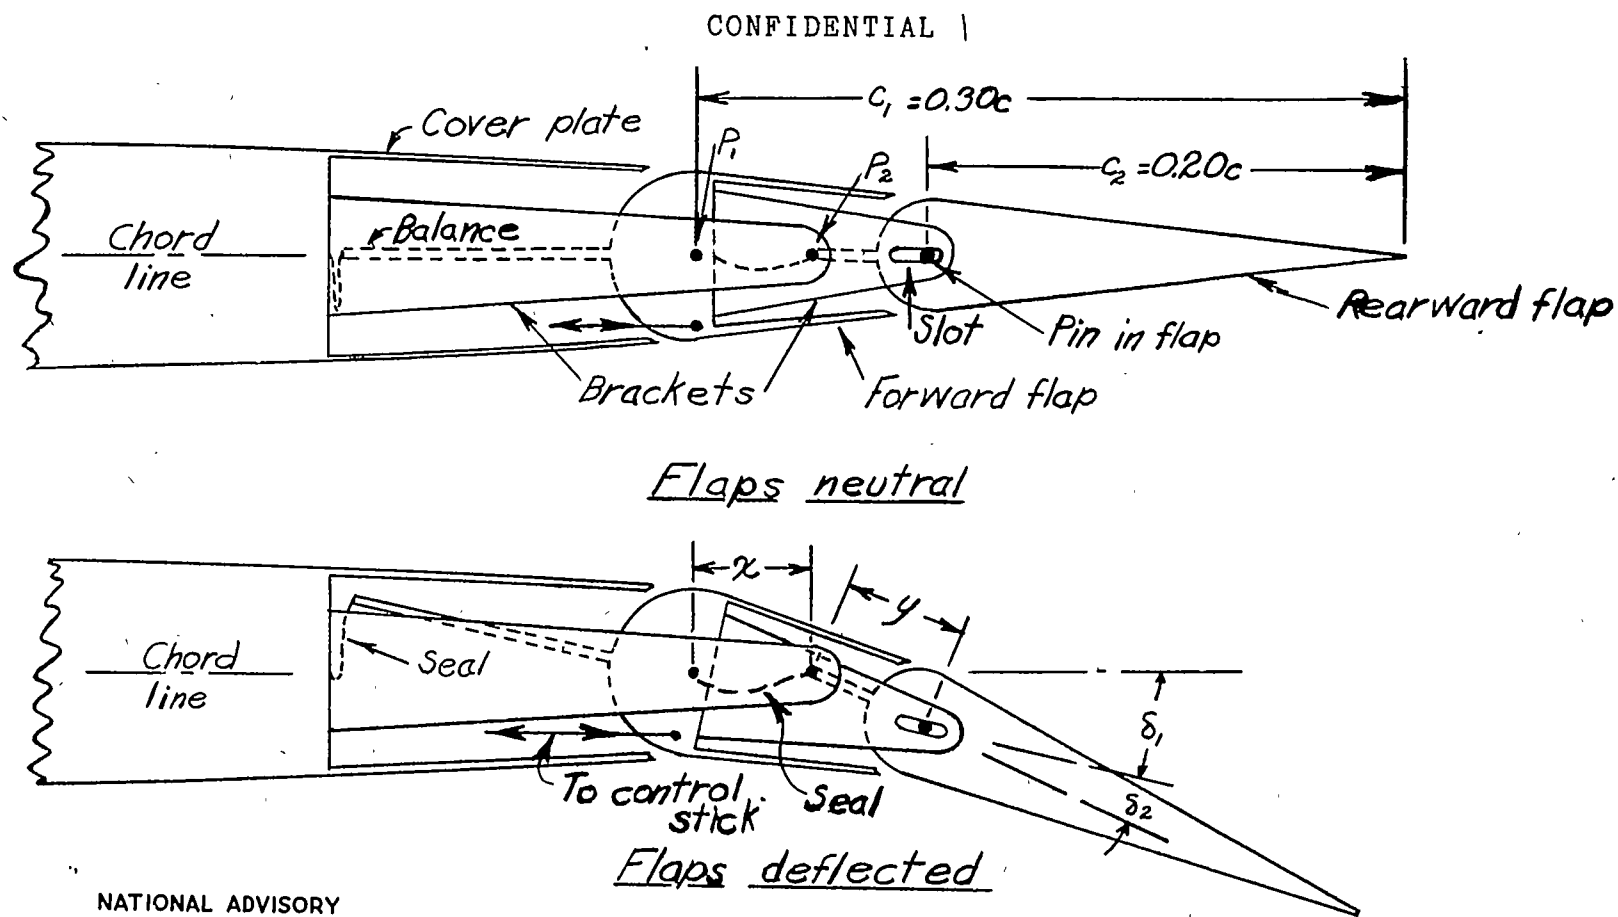 CONFIDENTIAL
c₁ = 0.30c
Cover plate
P₁
P₂
c₂ = 0.20c
Chord
line
Balance
Slot
Pin in flap
Rearward flap
Brackets
Forward flap
Flaps neutral
x
y
Chord
line
Seal
δ₁
δ₂
To control
stick
Seal
Flaps deflected
NATIONAL ADVISORY